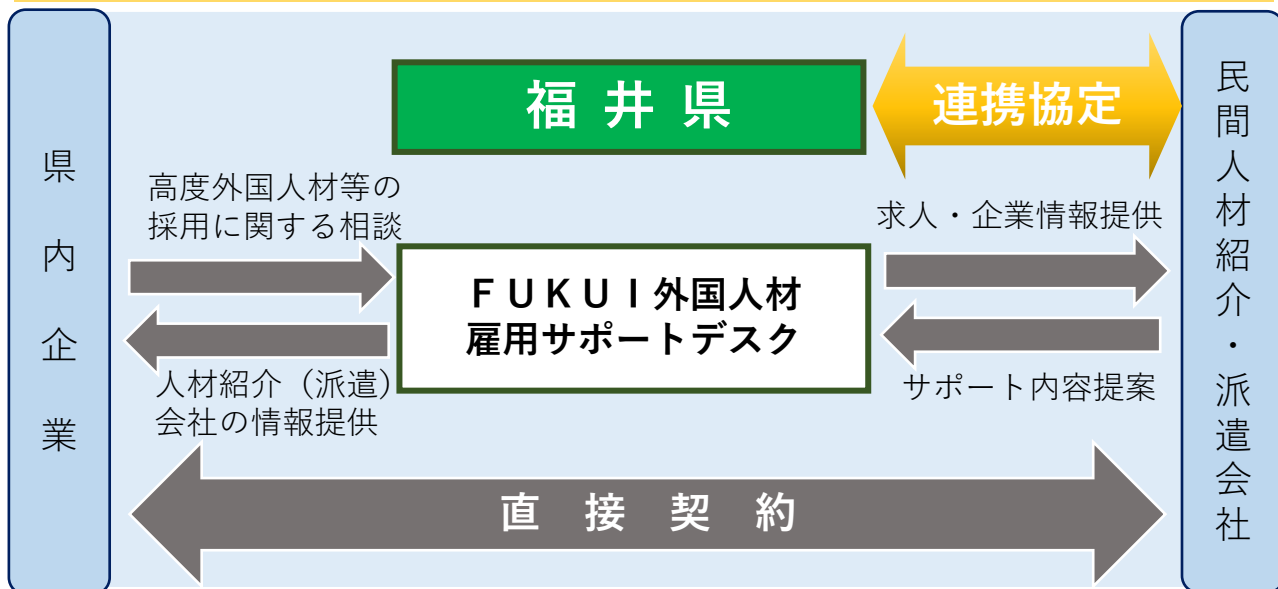 県内企業
福井県
連携協定
民間人材紹介・派遣会社
高度外国人材等の
採用に関する相談
求人・企業情報提供
ＦＵＫＵＩ外国人材
雇用サポートデスク
人材紹介（派遣）
会社の情報提供
サポート内容提案
直接契約